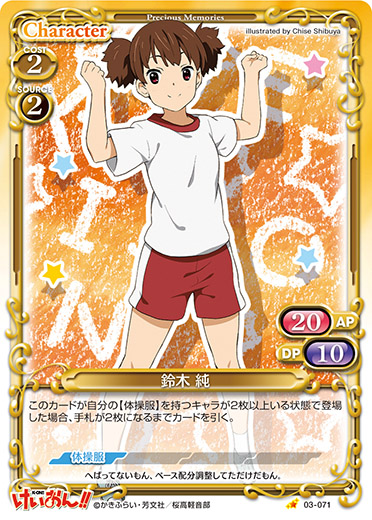 Precious Memories
Character
illustrated by Chise Shibuya
COST
2
SOURCE
2
20 AP
DP 10
鈴木 純
このカードが自分の【体操服】を持つキャラが2枚以上いる状態で登場
した場合、手札が2枚になるまでカードを引く。
体操服
へばってないもん、ペース配分調整してただけだもん。
けいおん!!
K-ON!
©かきふらい・芳文社/桜高軽音部
03-071